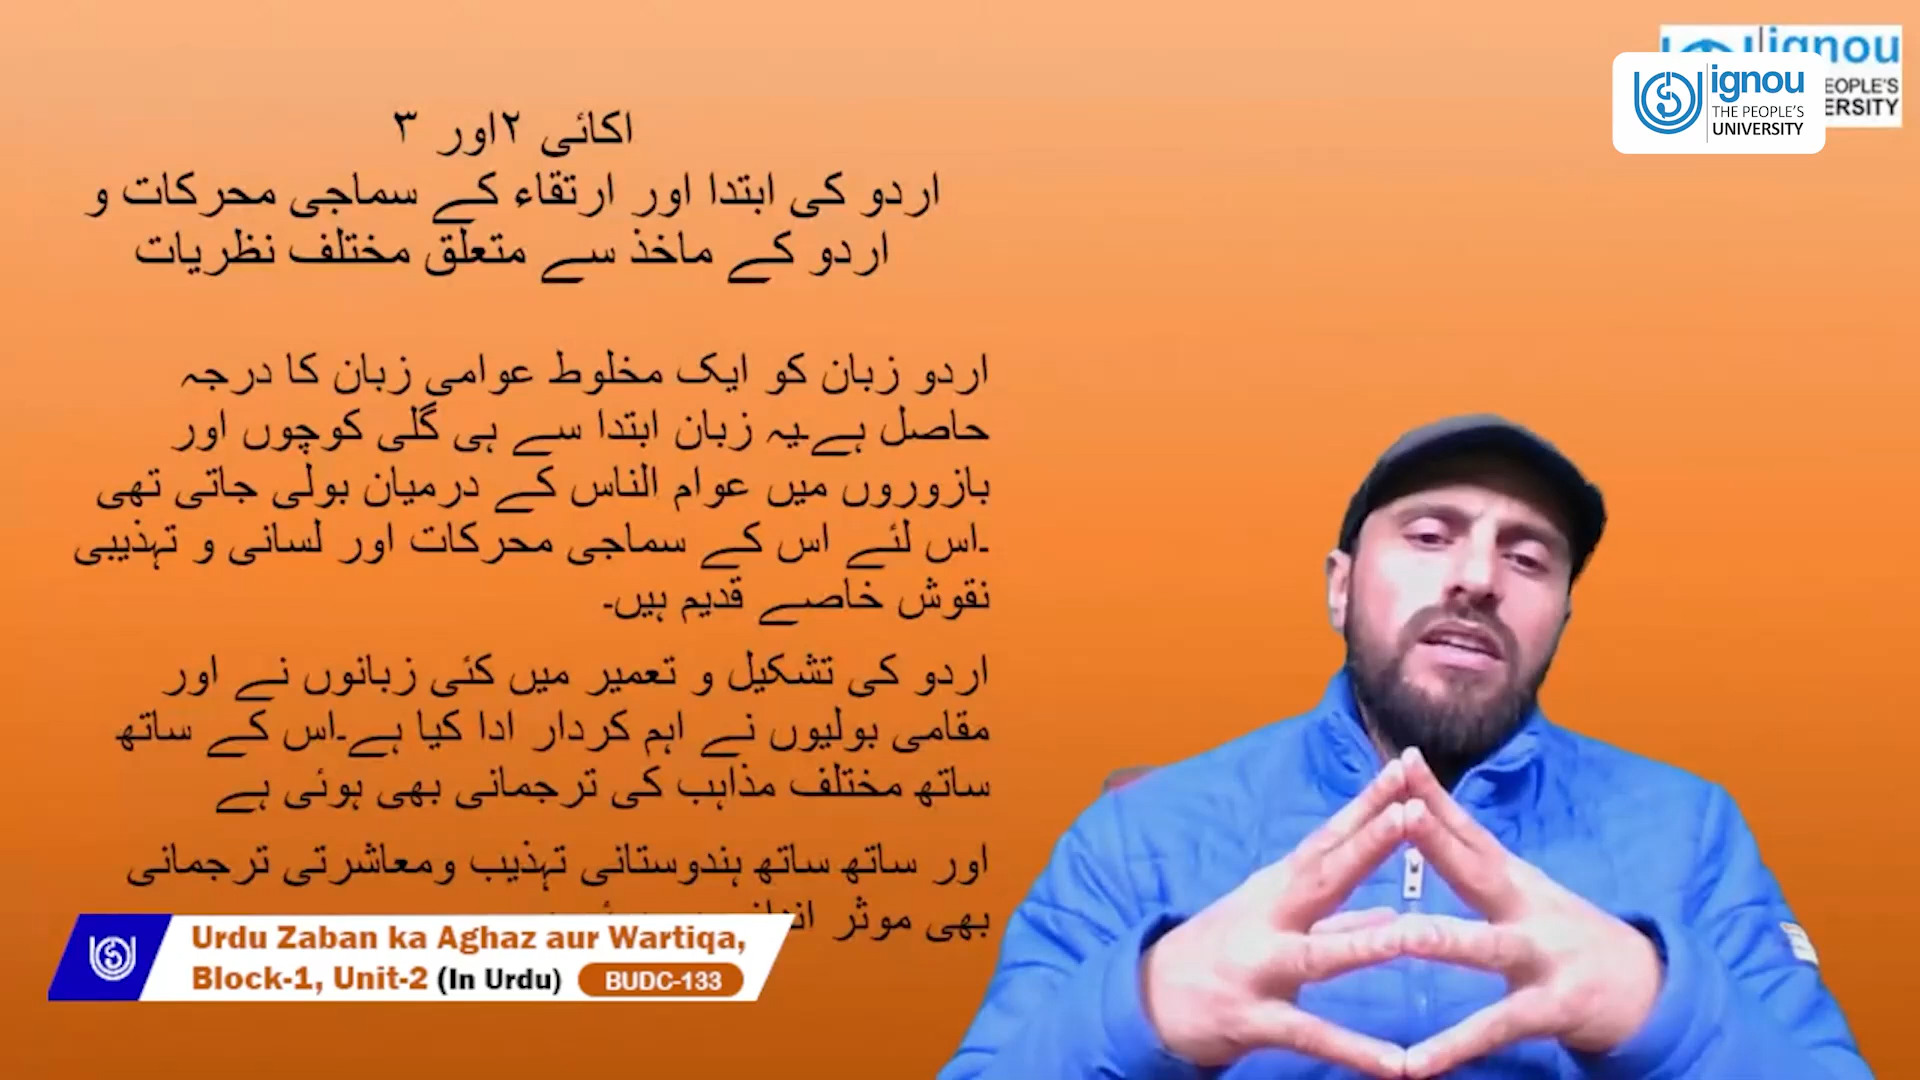 اکائی ۲اور ۳
اردو کی ابتدا اور ارتقاء کے سماجی محرکات و
اردو کے ماخذ سے متعلق مختلف نظریات
اردو زبان کو ایک مخلوط عوامی زبان کا درجہ
حاصل ہے۔یہ زبان ابتدا سے ہی گلی کوچوں اور
بازوروں میں عوام الناس کے درمیان بولی جاتی تھی
۔اس لئے اس کے سماجی محرکات اور لسانی و تہذیبی
نقوش خاصے قدیم ہیں۔
اردو کی تشکیل و تعمیر میں کئی زبانوں نے اور
مقامی بولیوں نے اہم کردار ادا کیا ہے۔اس کے ساتھ
ساتھ مختلف مذاہب کی ترجمانی بھی ہوئی ہے
اور ساتھ ساتھ ہندوستانی تہذیب ومعاشرتی ترجمانی
بھی موثر
ignou
EOPLE'S
ERSITY
ignou
THE PEOPLE'S
UNIVERSITY
Urdu Zaban ka Aghaz aur Wartiqa,
Block-1, Unit-2 (In Urdu) BUDC-133